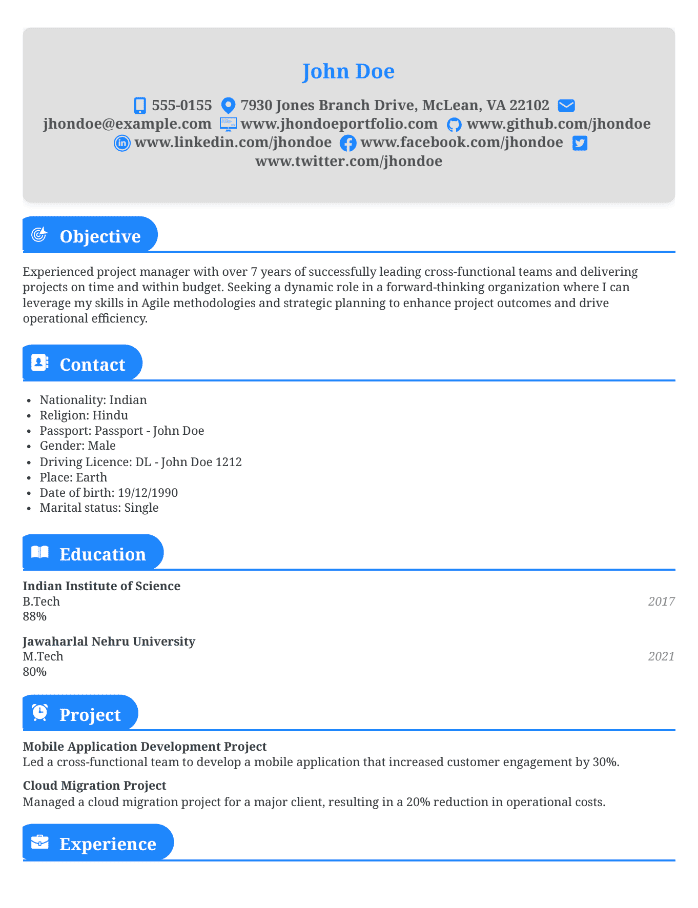 John Doe
555-0155 7930 Jones Branch Drive, McLean, VA 22102
jhondoe@example.com www.jhondoeportfolio.com www.github.com/jhondoe
www.linkedin.com/jhondoe www.facebook.com/jhondoe
www.twitter.com/jhondoe
Objective
Experienced project manager with over 7 years of successfully leading cross-functional teams and delivering
projects on time and within budget. Seeking a dynamic role in a forward-thinking organization where I can
leverage my skills in Agile methodologies and strategic planning to enhance project outcomes and drive
operational efficiency.
Contact
• Nationality: Indian
• Religion: Hindu
• Passport: Passport - John Doe
• Gender: Male
• Driving Licence: DL - John Doe 1212
• Place: Earth
• Date of birth: 19/12/1990
• Marital status: Single
Education
Indian Institute of Science
B.Tech 2017
88%
Jawaharlal Nehru University
M.Tech 2021
80%
Project
Mobile Application Development Project
Led a cross-functional team to develop a mobile application that increased customer engagement by 30%.
Cloud Migration Project
Managed a cloud migration project for a major client, resulting in a 20% reduction in operational costs.
Experience